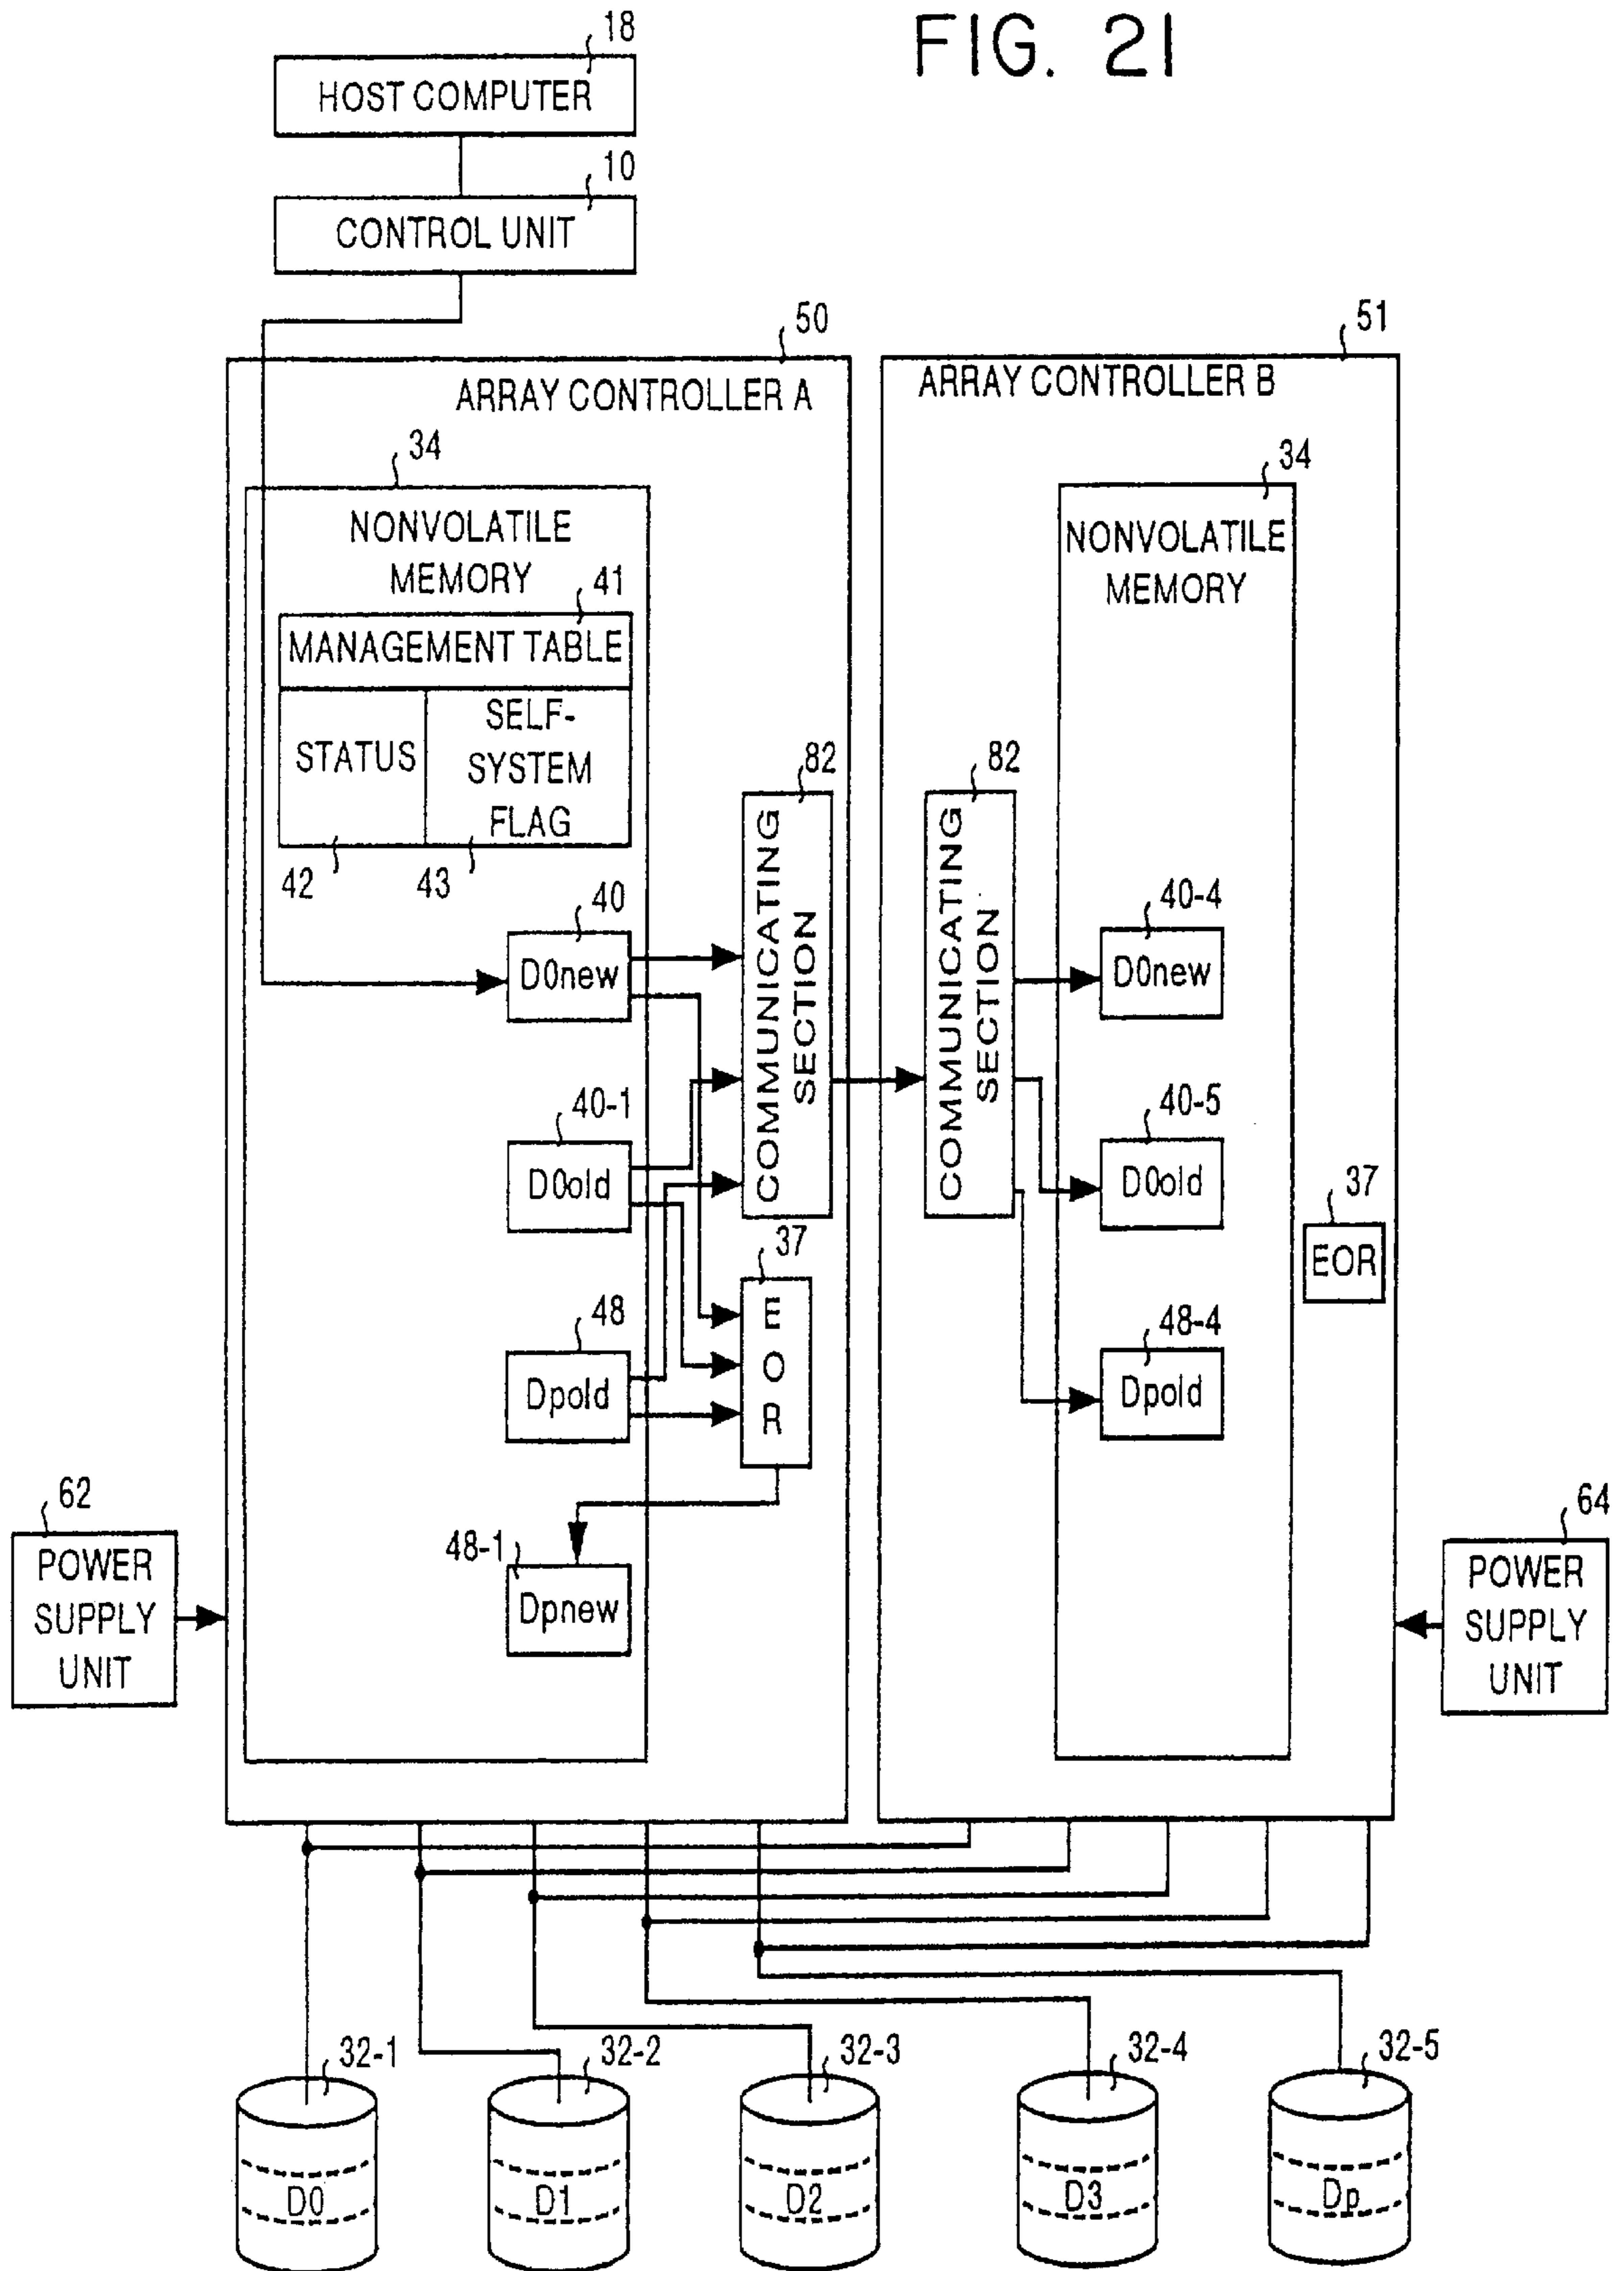 FIG. 21
18
HOST COMPUTER
10
CONTROL UNIT
50
ARRAY CONTROLLER A
34
NONVOLATILE
MEMORY
41
MANAGEMENT TABLE
STATUS
SELF-
SYSTEM
FLAG
42
43
40
D0new
40-1
D0old
48
Dpold
48-1
Dpnew
82
COMMUNICATING
SECTION
37
EOR
51
ARRAY CONTROLLER B
34
NONVOLATILE
MEMORY
82
COMMUNICATING
SECTION
40-4
D0new
40-5
D0old
48-4
Dpold
37
EOR
62
POWER
SUPPLY
UNIT
64
POWER
SUPPLY
UNIT
32-1
32-2
32-3
32-4
32-5
D0
D1
D2
D3
Dp